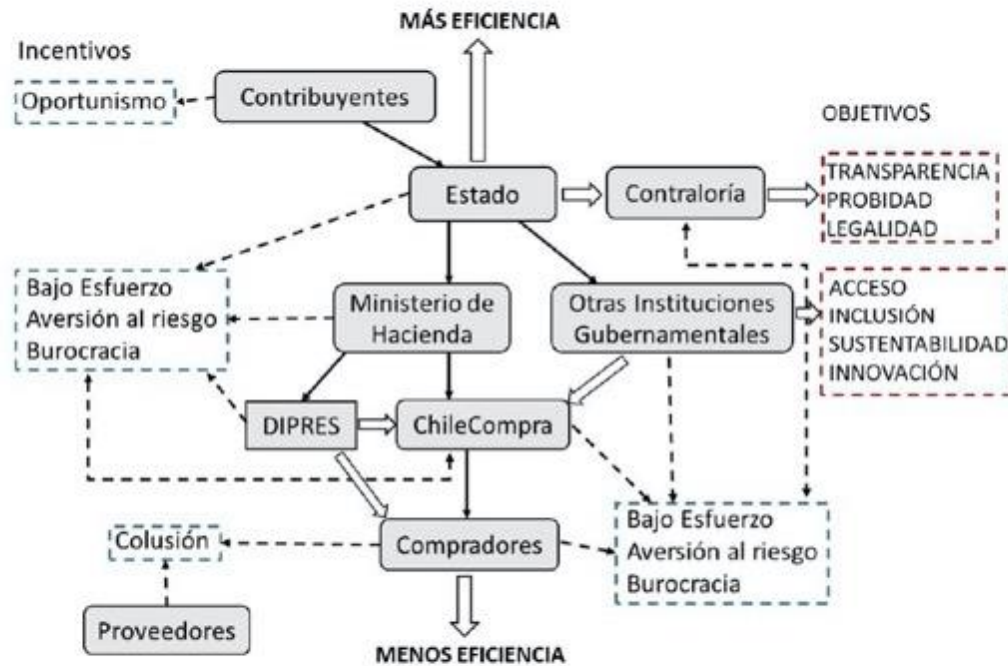 MÁS EFICIENCIA
Incentivos
Oportunismo
Contribuyentes
OBJETIVOS
Estado
Contraloría
TRANSPARENCIA
PROBIDAD
LEGALIDAD
Bajo Esfuerzo
Aversión al riesgo
Burocracia
Ministerio de
Hacienda
Otras Instituciones
Gubernamentales
ACCESO
INCLUSIÓN
SUSTENTABILIDAD
INNOVACIÓN
DIPRES
ChileCompra
Colusión
Compradores
Bajo Esfuerzo
Aversión al riesgo
Burocracia
Proveedores
MENOS EFICIENCIA